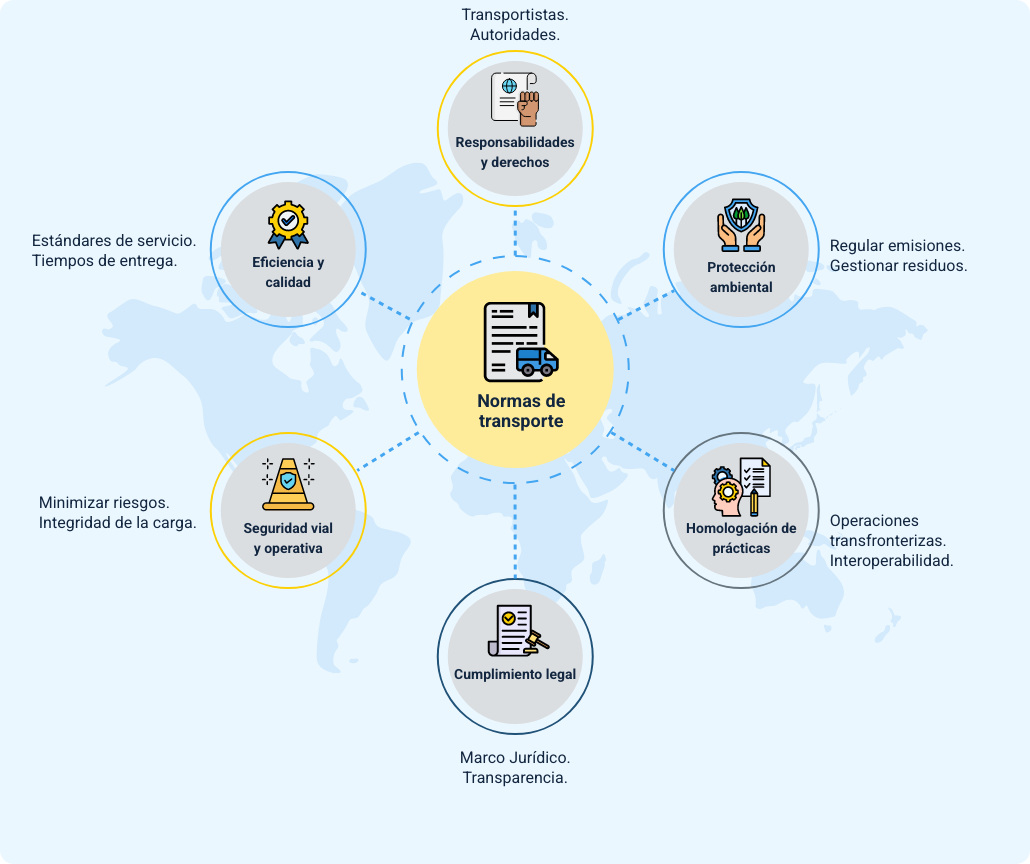 Transportistas.
Autoridades.
Responsabilidades
y derechos
Estándares de servicio.
Tiempos de entrega.
Eficiencia y
calidad
Protección
ambiental
Regular emisiones.
Gestionar residuos.
Normas de
transporte
Minimizar riesgos.
Integridad de la carga.
Seguridad vial
y operativa
Homologación de
prácticas
Operaciones
transfronterizas.
Interoperabilidad.
Cumplimiento legal
Marco Jurídico.
Transparencia.